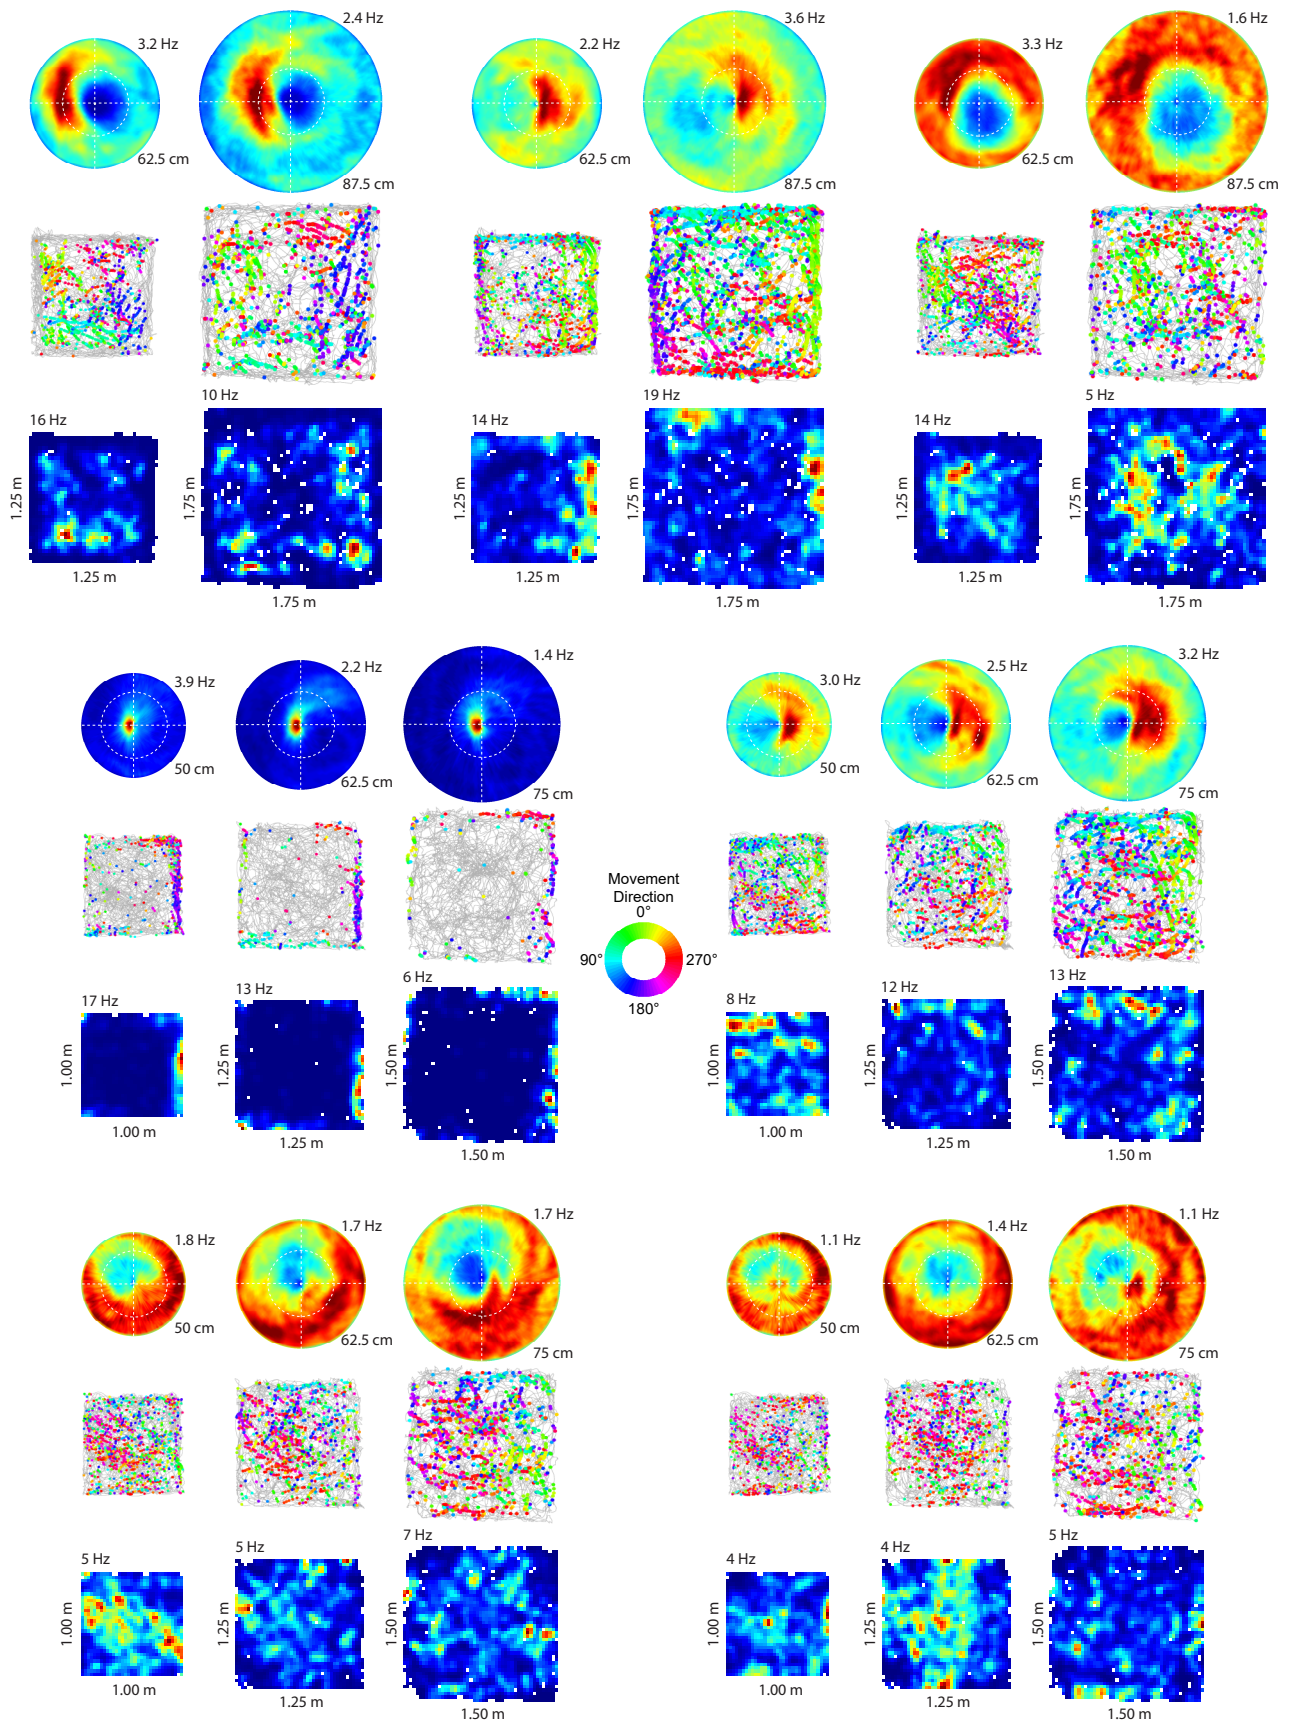 3.2 Hz
2.4 Hz
2.2 Hz
3.6 Hz
3.3 Hz
1.6 Hz
62.5 cm
87.5 cm
62.5 cm
87.5 cm
62.5 cm
87.5 cm
16 Hz
10 Hz
14 Hz
19 Hz
14 Hz
5 Hz
1.25 m
1.75 m
1.25 m
1.75 m
1.25 m
1.75 m
1.25 m
1.75 m
1.25 m
1.75 m
1.25 m
1.75 m
3.9 Hz
2.2 Hz
1.4 Hz
3.0 Hz
2.5 Hz
3.2 Hz
50 cm
62.5 cm
75 cm
50 cm
62.5 cm
75 cm
Movement
Direction
0°
90°
270°
180°
17 Hz
13 Hz
6 Hz
8 Hz
12 Hz
13 Hz
1.00 m
1.25 m
1.50 m
1.00 m
1.25 m
1.50 m
1.00 m
1.25 m
1.50 m
1.00 m
1.25 m
1.50 m
1.8 Hz
1.7 Hz
1.7 Hz
1.1 Hz
1.4 Hz
1.1 Hz
50 cm
62.5 cm
75 cm
50 cm
62.5 cm
75 cm
5 Hz
5 Hz
7 Hz
4 Hz
4 Hz
5 Hz
1.00 m
1.25 m
1.50 m
1.00 m
1.25 m
1.50 m
1.00 m
1.25 m
1.50 m
1.00 m
1.25 m
1.50 m